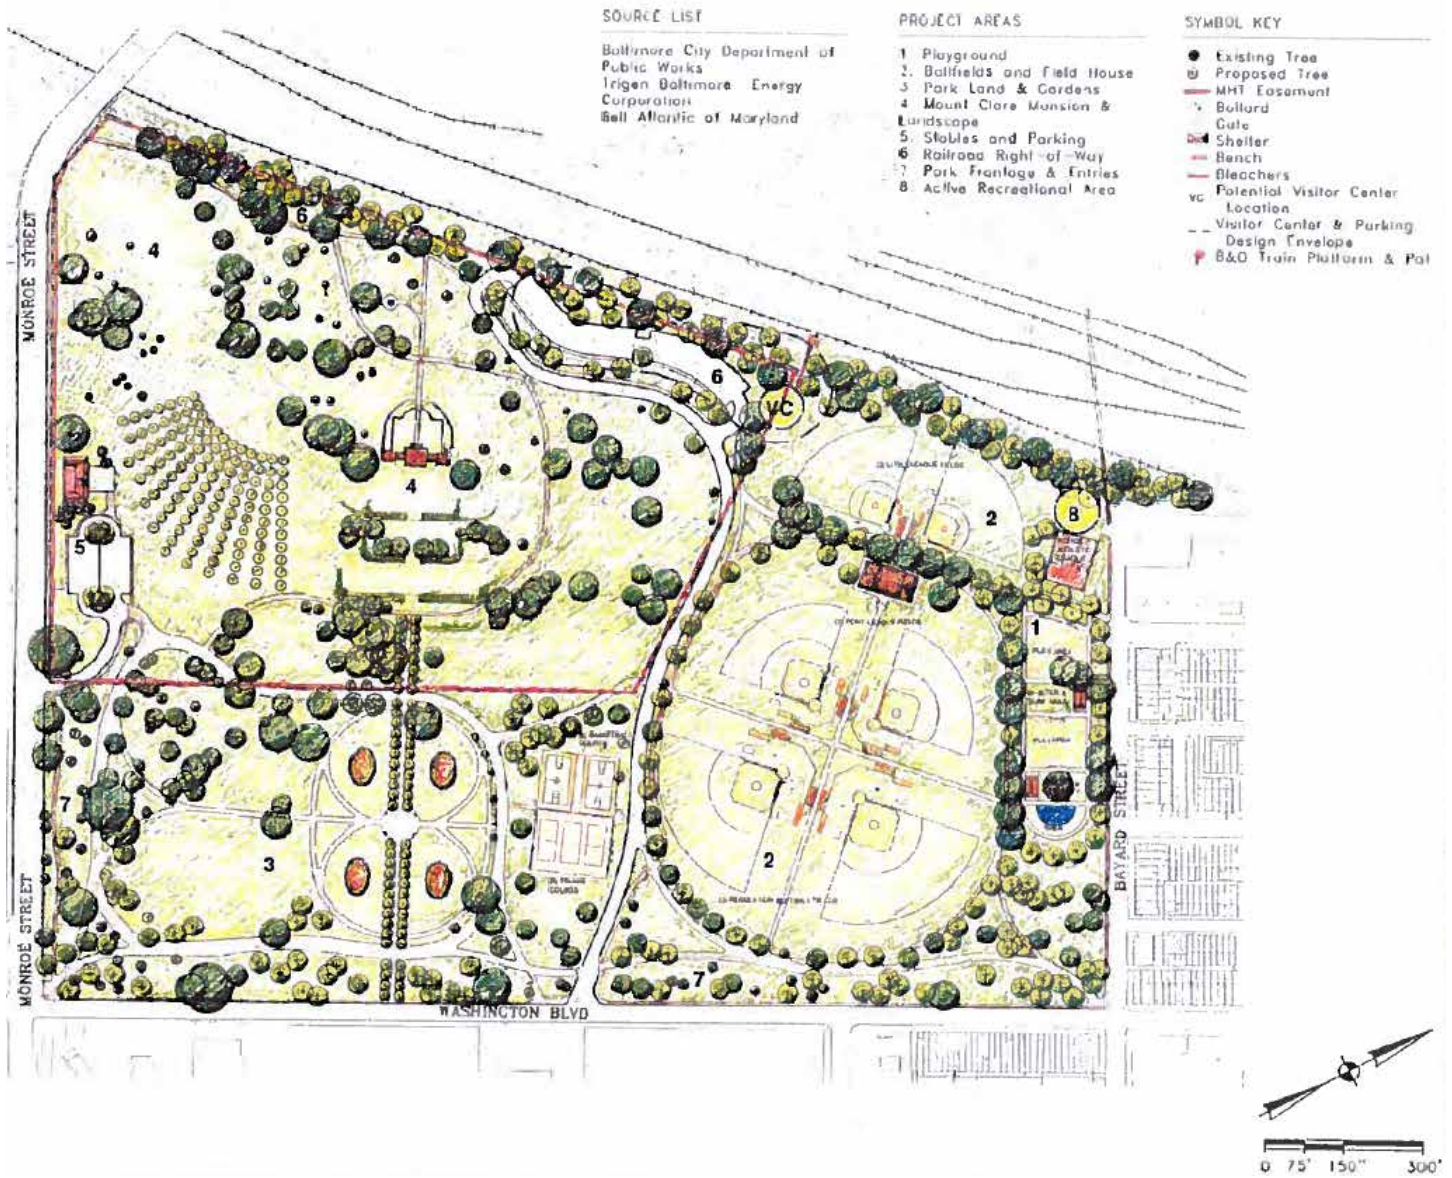 SOURCE LIST
Baltimore City Department of
Public Works
Trigen Baltimore Energy
Corporation
Bell Atlantic of Maryland
PROJECT AREAS
1 Playground
2. Ballfields and Field House
3 Park Land & Gardens
4 Mount Clare Mansion &
Landscape
5. Stables and Parking
6 Railroad Right-of-Way
7 Park Frontage & Entries
8 Active Recreational Area
SYMBOL KEY
Existing Tree
Proposed Tree
MHT Easement
Bollard
Gate
Shelter
Bench
Bleachers
VC Potential Visitor Center
Location
Visitor Center & Parking
Design Envelope
B&O Train Platform & Pat
MONROE STREET
4
6
6
VC
4
2
8
5
1
7
3
2
7
MONROE STREET
BAYARD STREET
WASHINGTON BLVD
0 75' 150" 300'